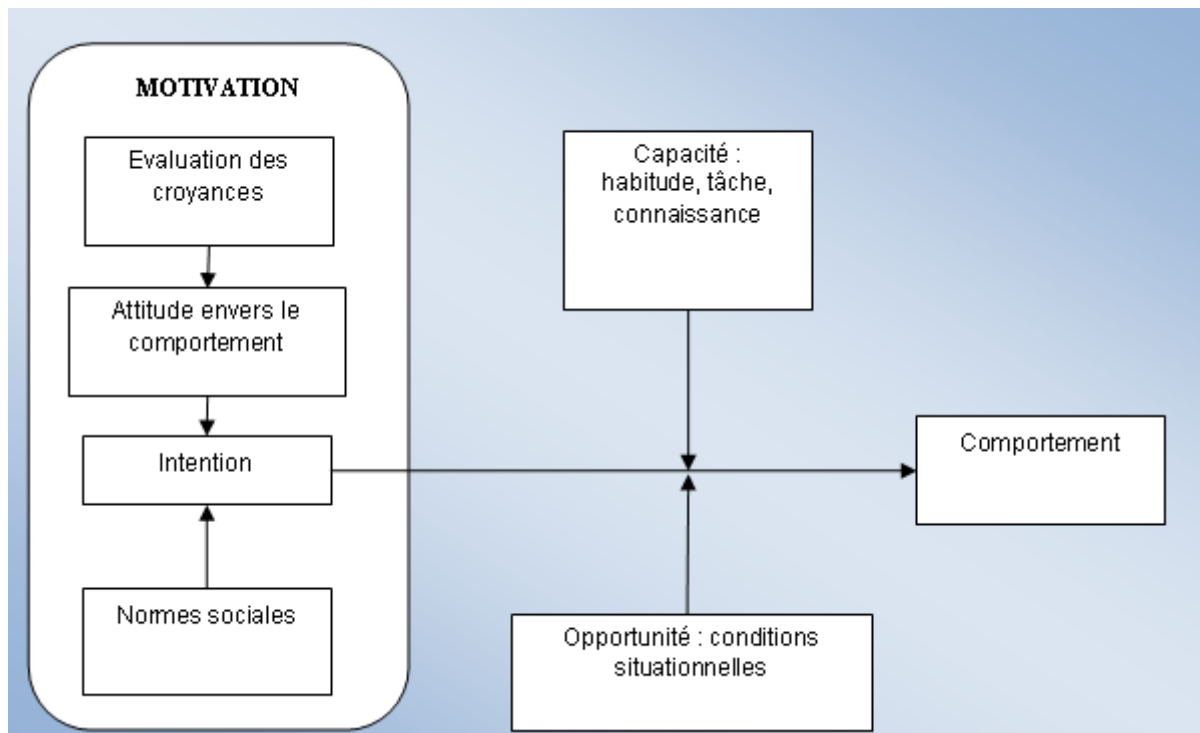 MOTIVATION
Evaluation des
croyances
Attitude envers le
comportement
Intention
Normes sociales
Capacité :
habitude, tâche,
connaissance
Opportunité : conditions
situationnelles
Comportement